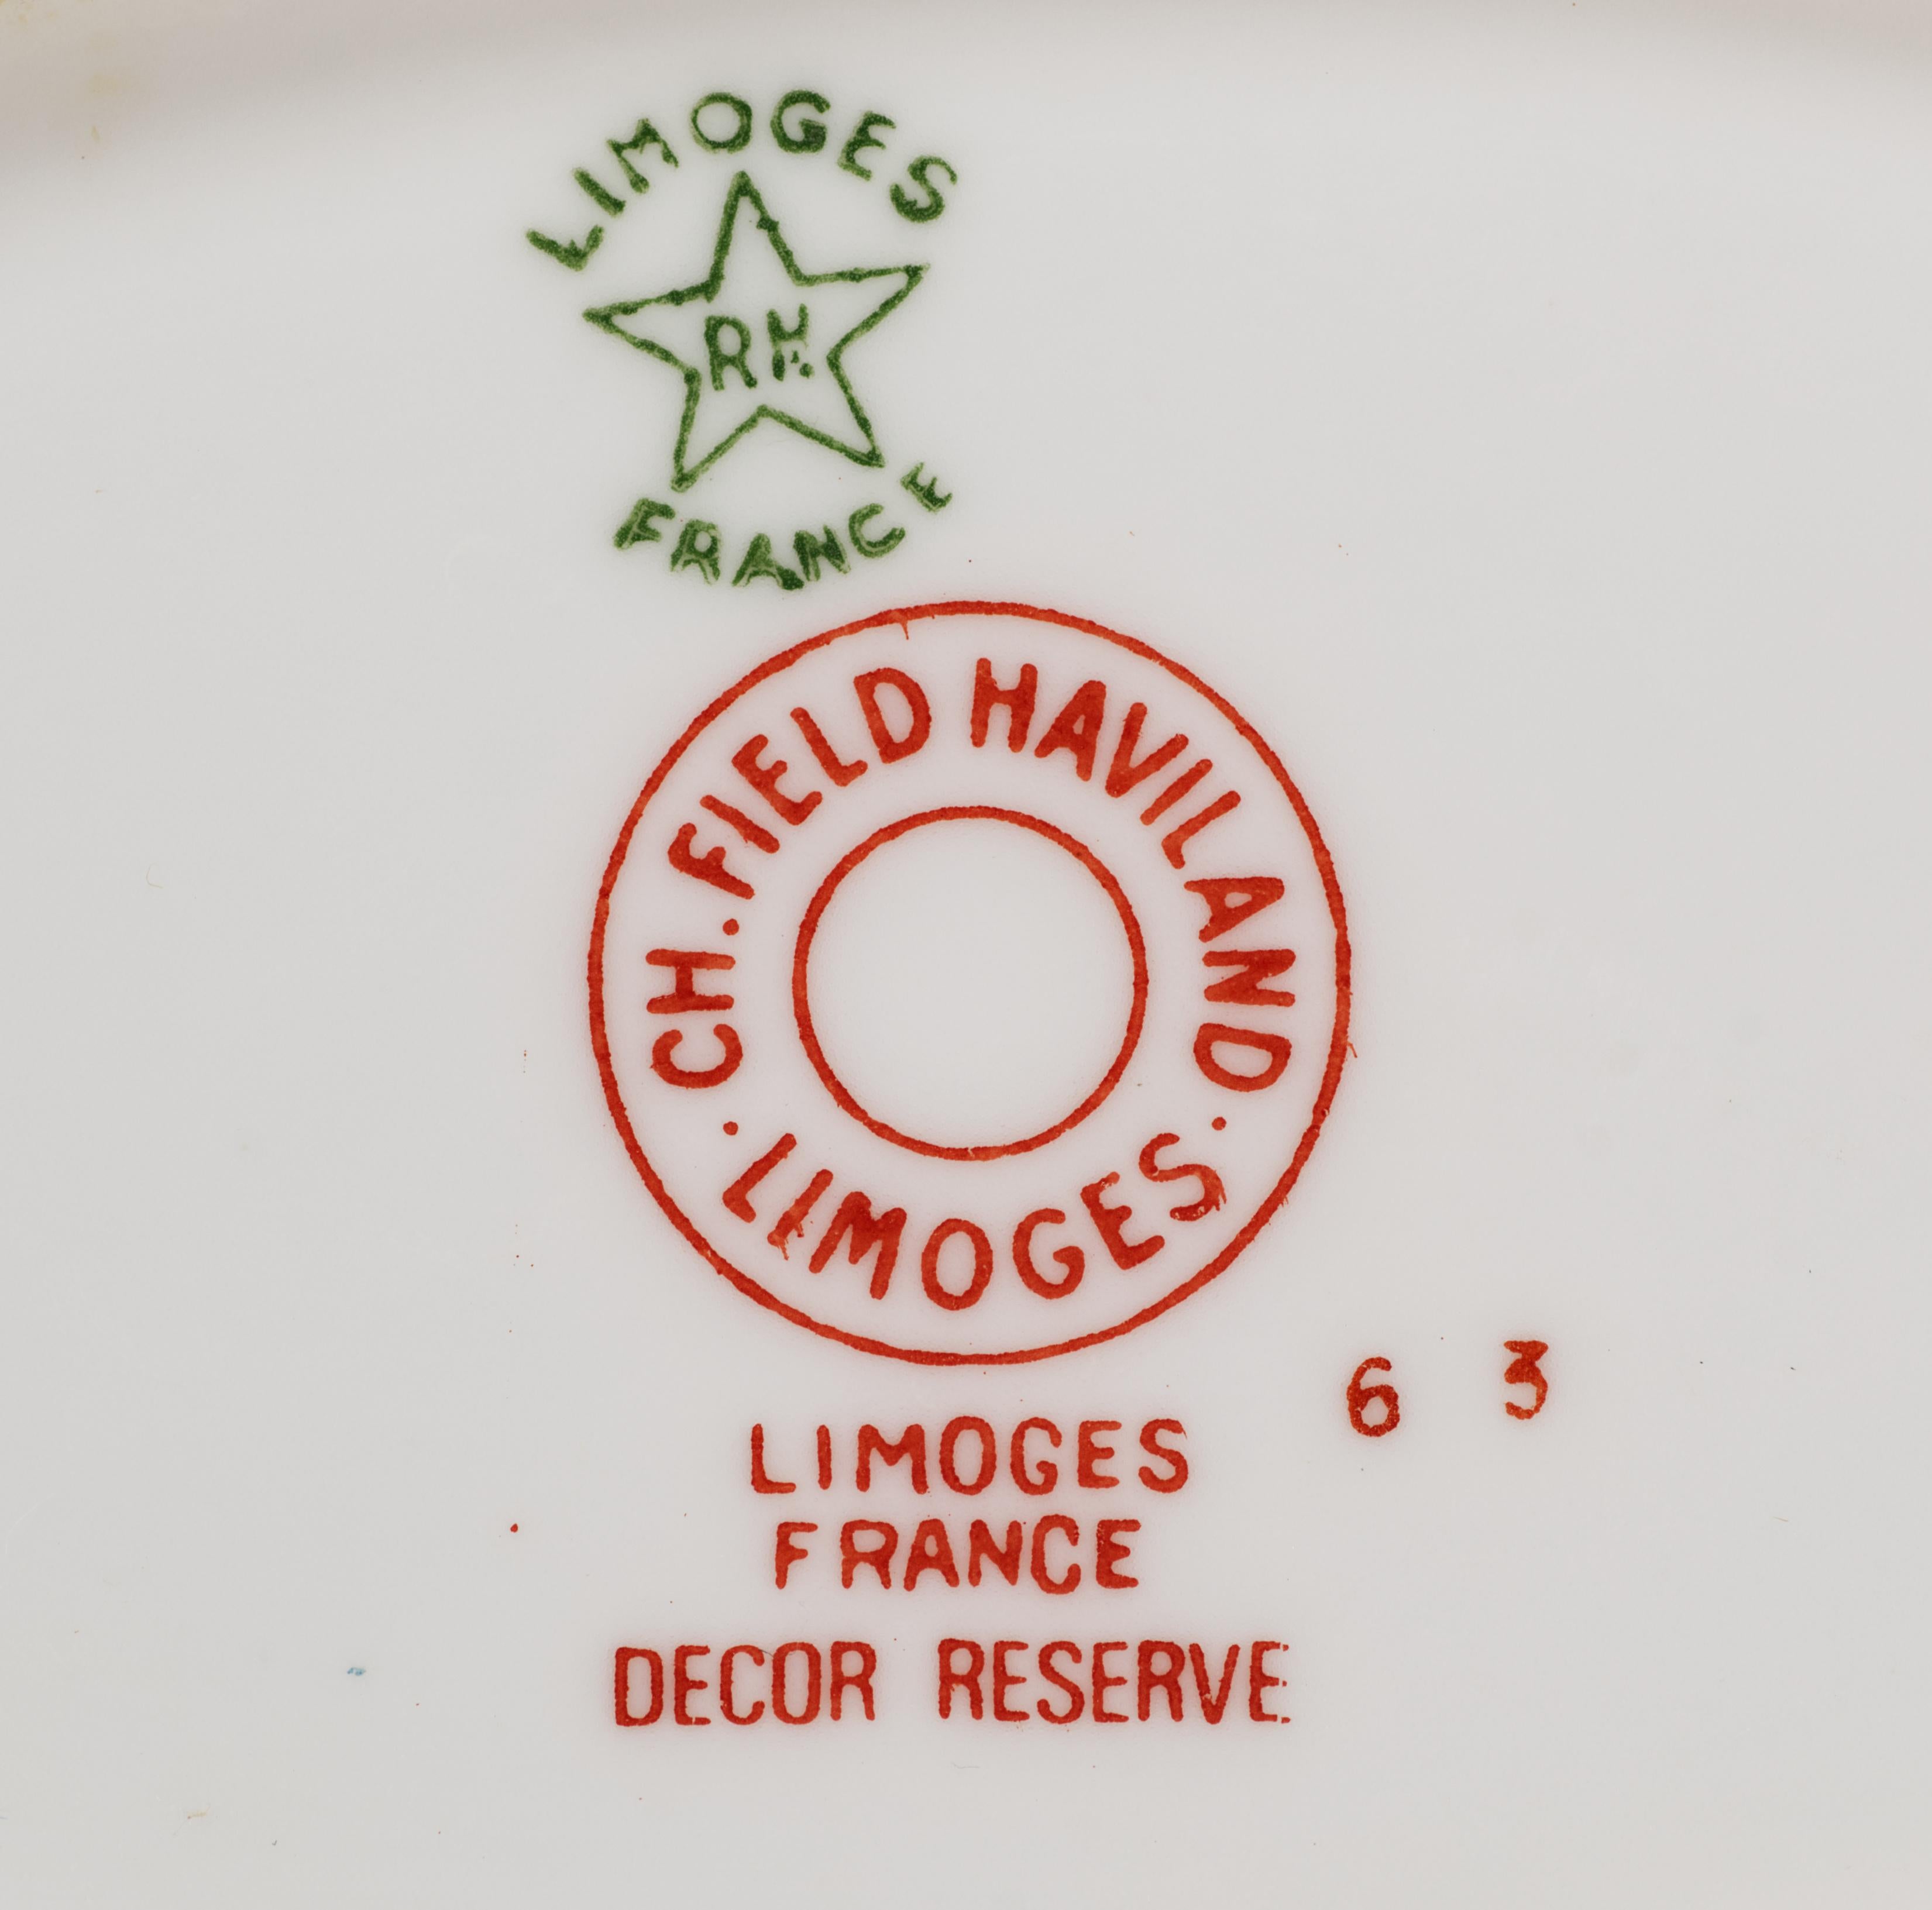 LIMOGES
RH
FRANCE
CH. FIELD HAVILAND
· LIMOGES ·
6 3
LIMOGES
FRANCE
DECOR RESERVE